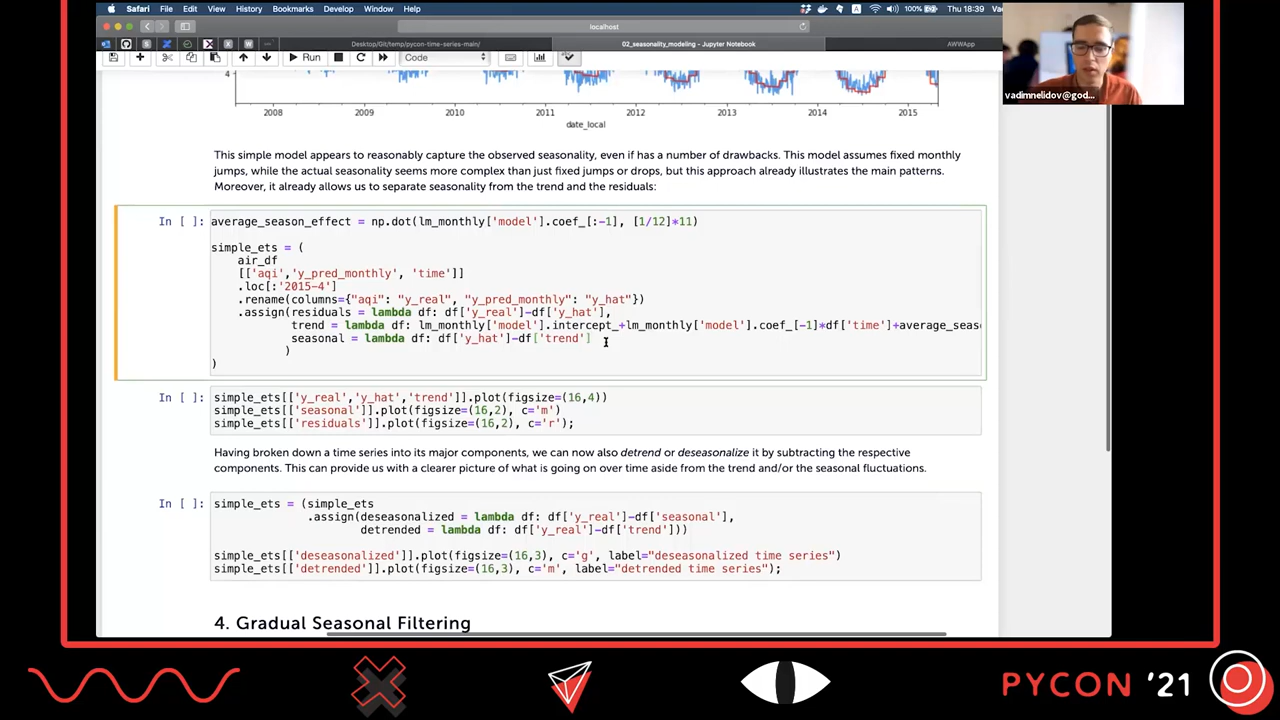 Safari File Edit View History Bookmarks Develop Window Help
A 100% Thu 18:39
localhost
Desktop/Git/temp/pycon-time-series-main/
02_seasonality_modeling - Jupyter Notebook
AWWApp
Run
Code
vadimnelidov@god...
4
2008 2009 2010 2011 2012 2013 2014 2015
date_local
This simple model appears to reasonably capture the observed seasonality, even if has a number of drawbacks. This model assumes fixed monthly
jumps, while the actual seasonality seems more complex than just fixed jumps or drops, but this approach already illustrates the main patterns.
Moreover, it already allows us to separate seasonality from the trend and the residuals:
In [ ]: average_season_effect = np.dot(lm_monthly['model'].coef_[:-1], [1/12]*11)
simple_ets = (
air_df
[['aqi','y_pred_monthly', 'time']]
.loc[:'2015-4']
.rename(columns={"aqi": "y_real", "y_pred_monthly": "y_hat"})
.assign(residuals = lambda df: df['y_real']-df['y_hat'],
trend = lambda df: lm_monthly['model'].intercept_+lm_monthly['model'].coef_[-1]*df['time']+average_seas
seasonal = lambda df: df['y_hat']-df['trend']
)
)
In [ ]: simple_ets[['y_real','y_hat','trend']].plot(figsize=(16,4))
simple_ets[['seasonal']].plot(figsize=(16,2), c='m')
simple_ets[['residuals']].plot(figsize=(16,2), c='r');
Having broken down a time series into its major components, we can now also detrend or deseasonalize it by subtracting the respective
components. This can provide us with a clearer picture of what is going on over time aside from the trend and/or the seasonal fluctuations.
In [ ]: simple_ets = (simple_ets
.assign(deseasonalized = lambda df: df['y_real']-df['seasonal'],
detrended = lambda df: df['y_real']-df['trend']))
simple_ets[['deseasonalized']].plot(figsize=(16,3), c='g', label="deseasonalized time series")
simple_ets[['detrended']].plot(figsize=(16,3), c='m', label="detrended time series");
4. Gradual Seasonal Filtering
PYCON '21